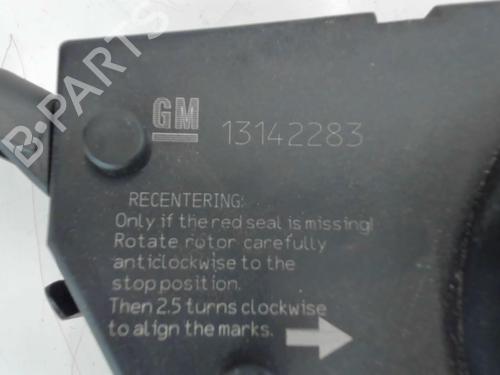 B-PARTS
GM 13142283
RECENTERING:
Only if the red seal is missing!
Rotate rotor carefully
anticlockwise to the
stop position.
Then 2.5 turns clockwise
to align the marks.